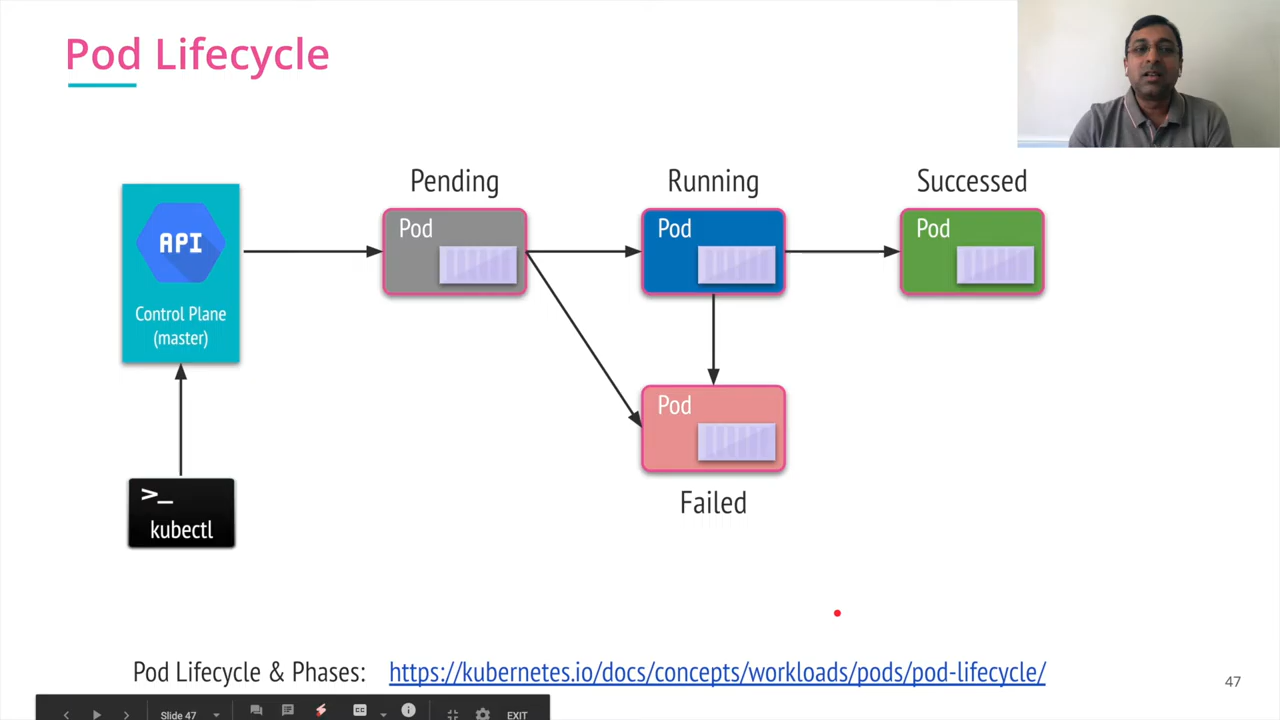 Pod Lifecycle
Pending
Running
Successed
Pod
Pod
Pod
API
Control Plane
(master)
Pod
Failed
>_
kubectl
Pod Lifecycle & Phases: https://kubernetes.io/docs/concepts/workloads/pods/pod-lifecycle/
47
Slide 47
CC
EXIT